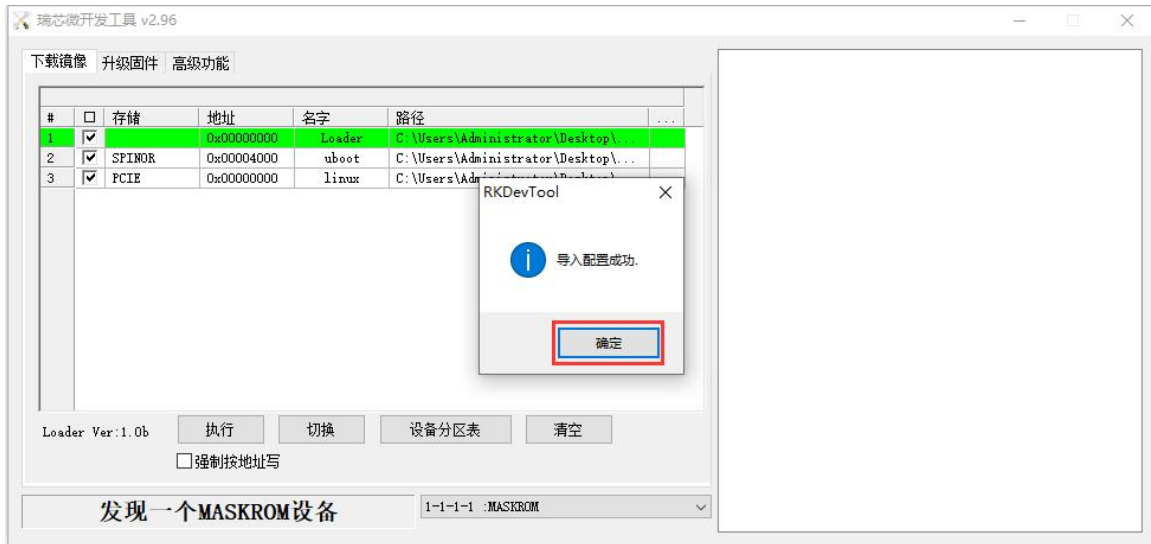 瑞芯微开发工具 v2.96
下载镜像 升级固件 高级功能
# 存储 地址 名字 路径 ...
1 0x00000000 Loader C:\Users\Administrator\Desktop\...
2 SPINOR 0x00004000 uboot C:\Users\Administrator\Desktop\...
3 PCIE 0x00000000 linux C:\Users\Administrator\Desktop\...
RKDevTool
导入配置成功.
确定
Loader Ver:1.0b 执行 切换 设备分区表 清空
强制按地址写
发现一个MASKROM设备 1-1-1-1 :MASKROM